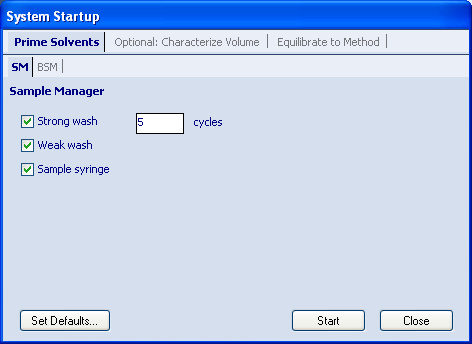 System Startup
Prime Solvents Optional: Characterize Volume Equilibrate to Method
SM BSM
Sample Manager
Strong wash 5 cycles
Weak wash
Sample syringe
Set Defaults... Start Close